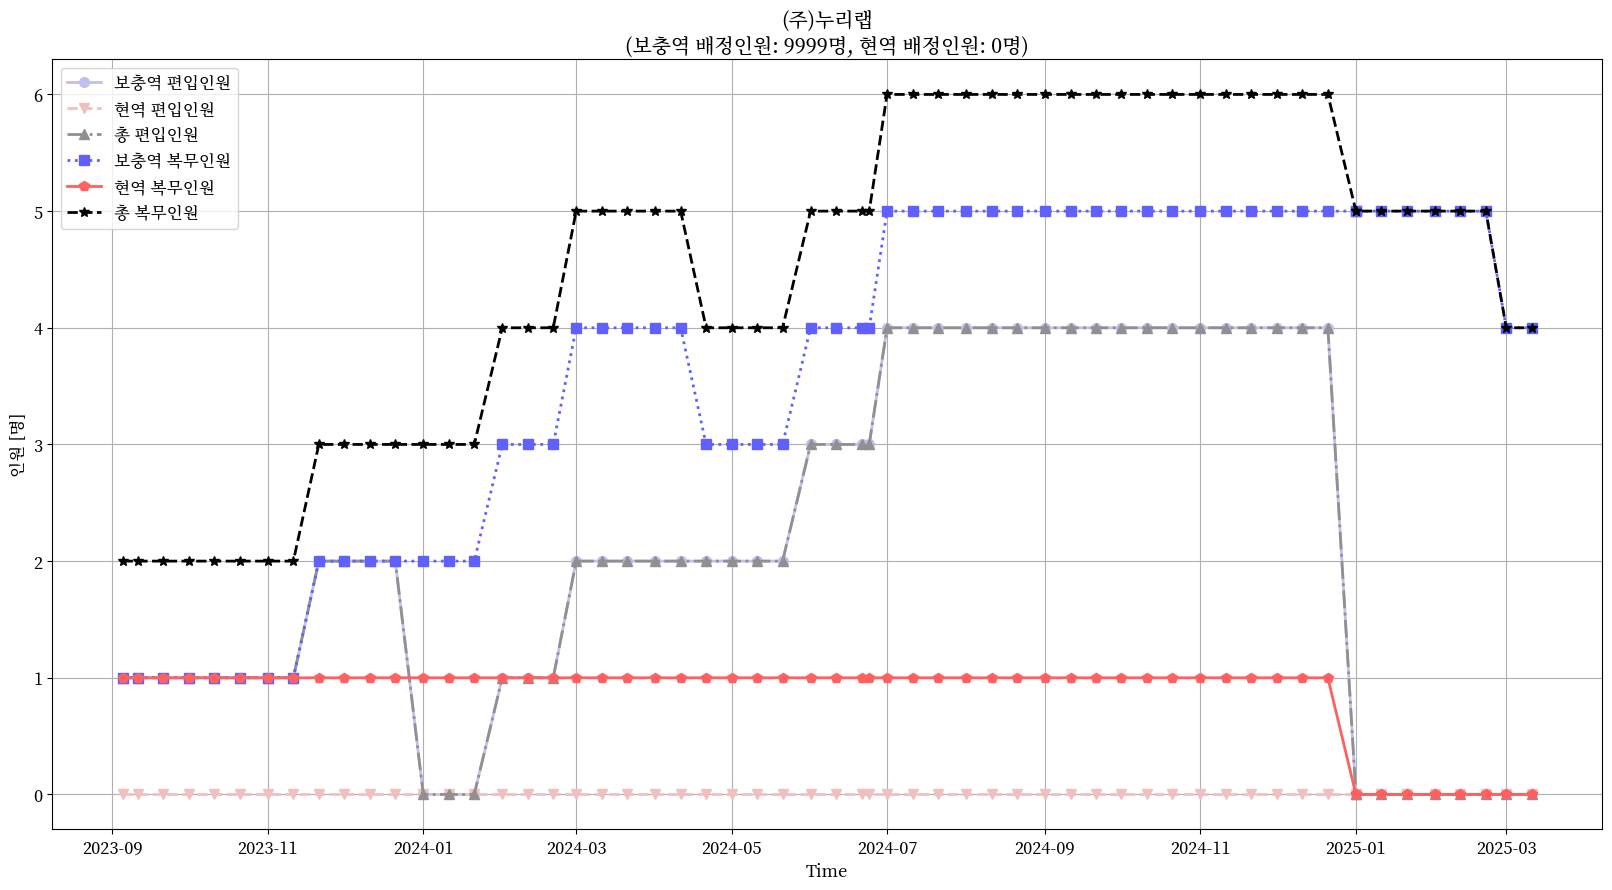 (주)누리랩
(보충역 배정인원: 9999명, 현역 배정인원: 0명)
보충역 편입인원
현역 편입인원
총 편입인원
보충역 복무인원
현역 복무인원
총 복무인원
6
5
4
3
2
1
0
인원 [명]
2023-09 2023-11 2024-01 2024-03 2024-05 2024-07 2024-09 2024-11 2025-01 2025-03
Time